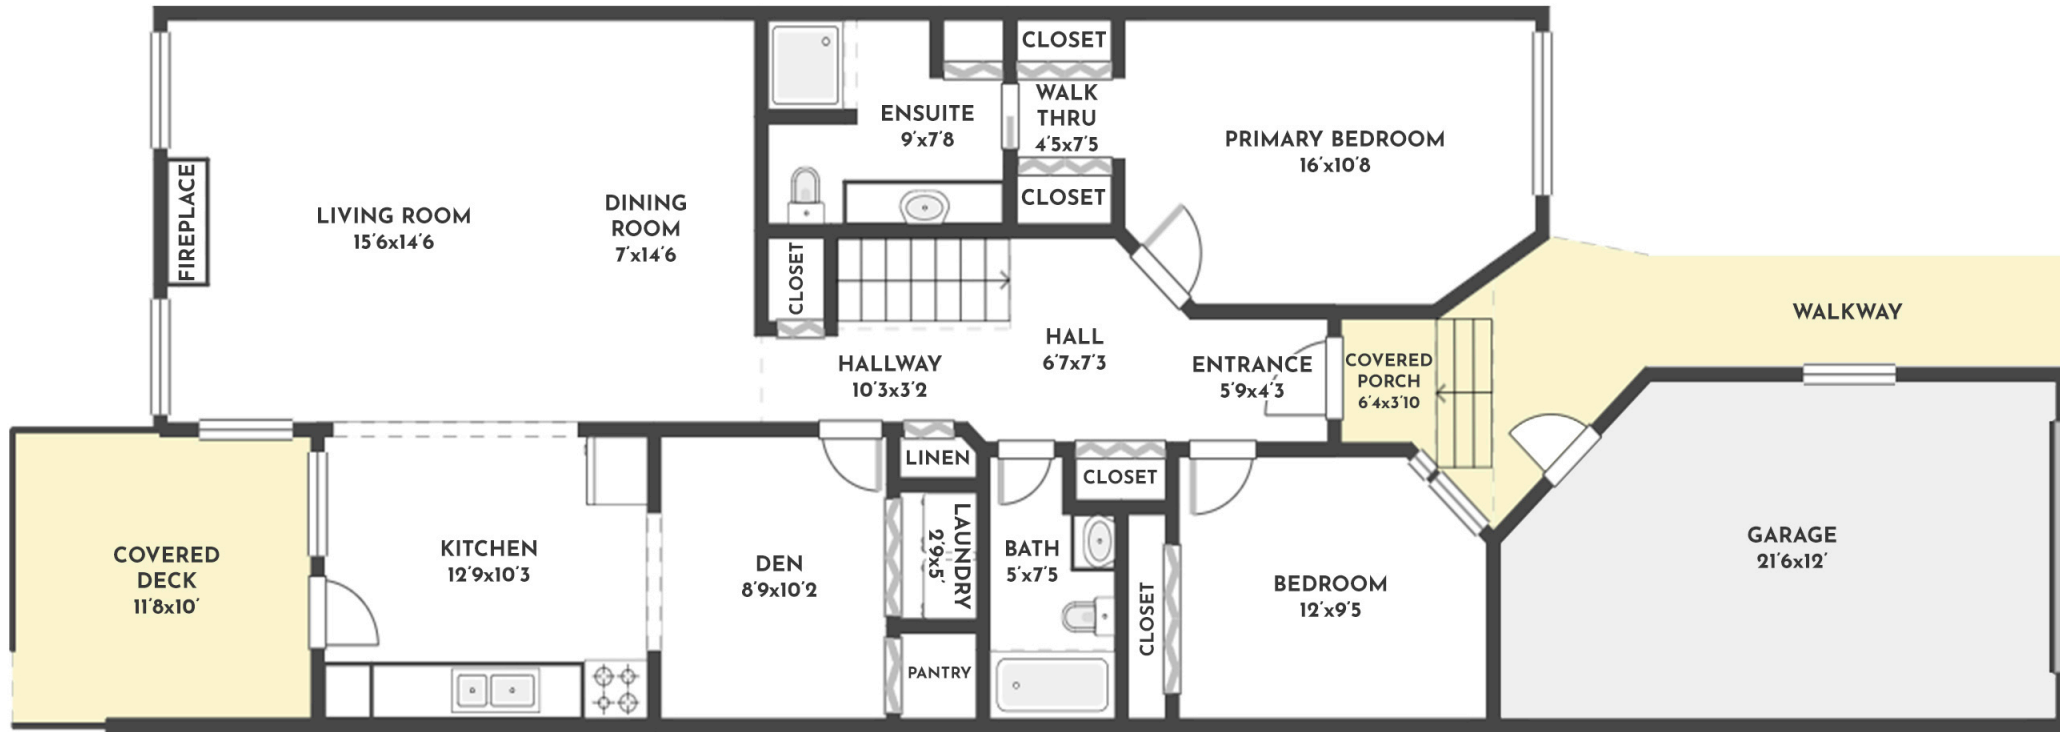 CLOSET
WALK
THRU
4'5x7'5
CLOSET
ENSUITE
9'x7'8
PRIMARY BEDROOM
16'x10'8
FIREPLACE
LIVING ROOM
15'6x14'6
DINING
ROOM
7'x14'6
CLOSET
HALLWAY
10'3x3'2
HALL
6'7x7'3
ENTRANCE
5'9x4'3
COVERED
PORCH
6'4x3'10
WALKWAY
COVERED
DECK
11'8x10'
KITCHEN
12'9x10'3
DEN
8'9x10'2
LINEN
LAUNDRY
2'9x5'
PANTRY
BATH
5'x7'5
CLOSET
CLOSET
BEDROOM
12'x9'5
GARAGE
21'6x12'